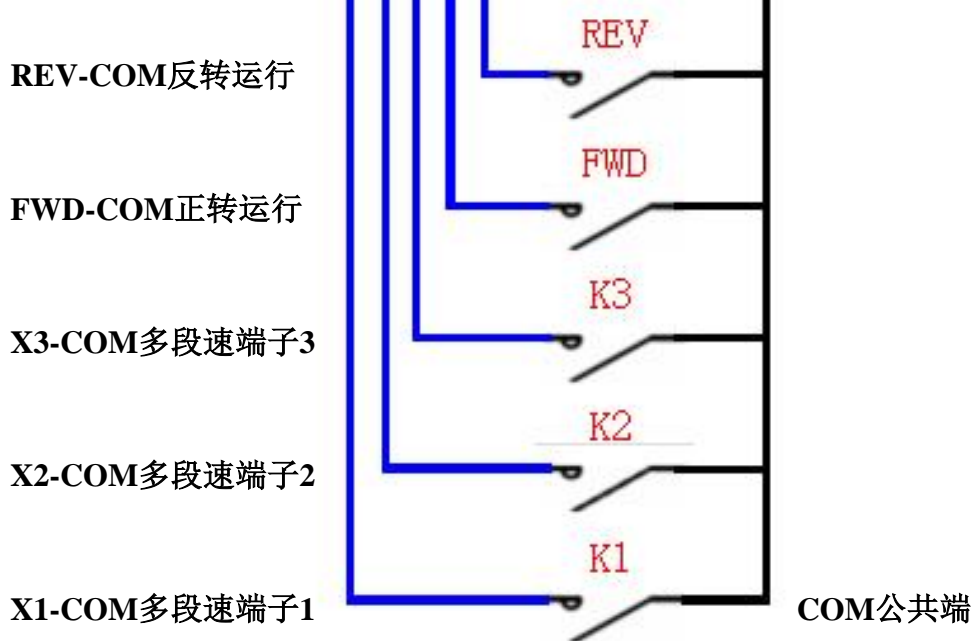 REV
REV-COM反转运行
FWD
FWD-COM正转运行
K3
X3-COM多段速端子3
K2
X2-COM多段速端子2
K1
X1-COM多段速端子1
COM公共端